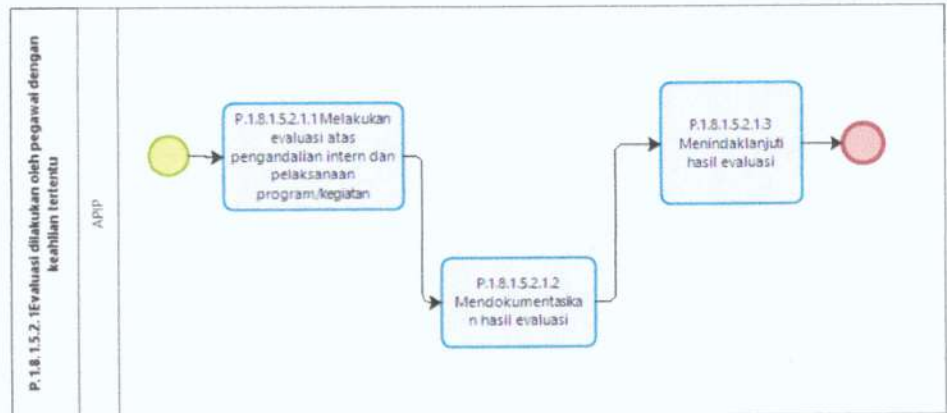 P.1.8.1.5.2.1Evaluasi dilakukan oleh pegawai dengan
keahlian tertentu
APIP
P.1.8.1.5.2.1.1Melakukan
evaluasi atas
pengandalian intern dan
pelaksanaan
program/kegiatan
P.1.8.1.5.2.1.2
Mendokumentasika
n hasil evaluasi
P.1.8.1.5.2.1.3
Menindaklanjuti
hasil evaluasi